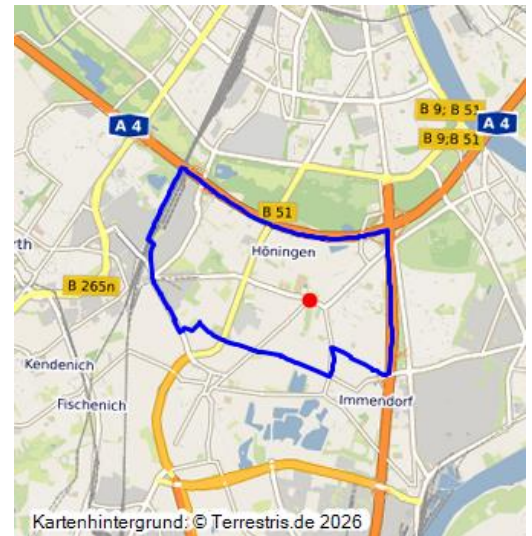 A 4
B 9; B 51
A 4
B 9;B 51
B 51
Höningen
rth
B 265n
Kendenich
Immendorf
Fischenich
Kartenhintergrund: © Terrestris.de 2026